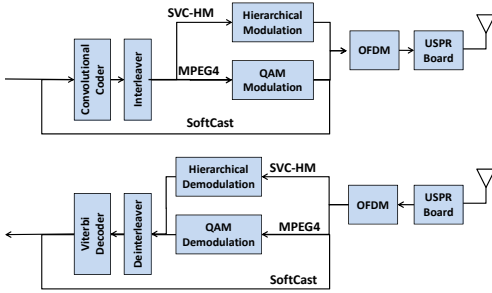 SVC-HM
Hierarchical
Modulation
Convolutional
Coder
Interleaver
MPEG4
QAM
Modulation
OFDM
USPR
Board
SoftCast
Hierarchical
Demodulation
SVC-HM
Viterbi
Decoder
Deinterleaver
QAM
Demodulation
MPEG4
OFDM
USPR
Board
SoftCast